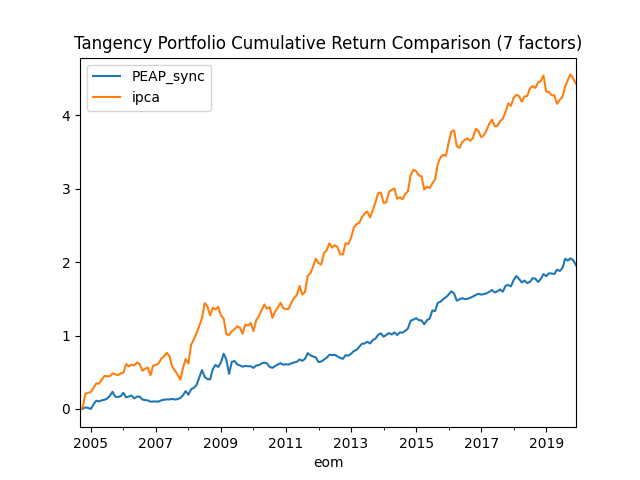 Tangency Portfolio Cumulative Return Comparison (7 factors)
PEAP_sync
ipca
4
3
2
1
0
2005 2007 2009 2011 2013 2015 2017 2019
eom